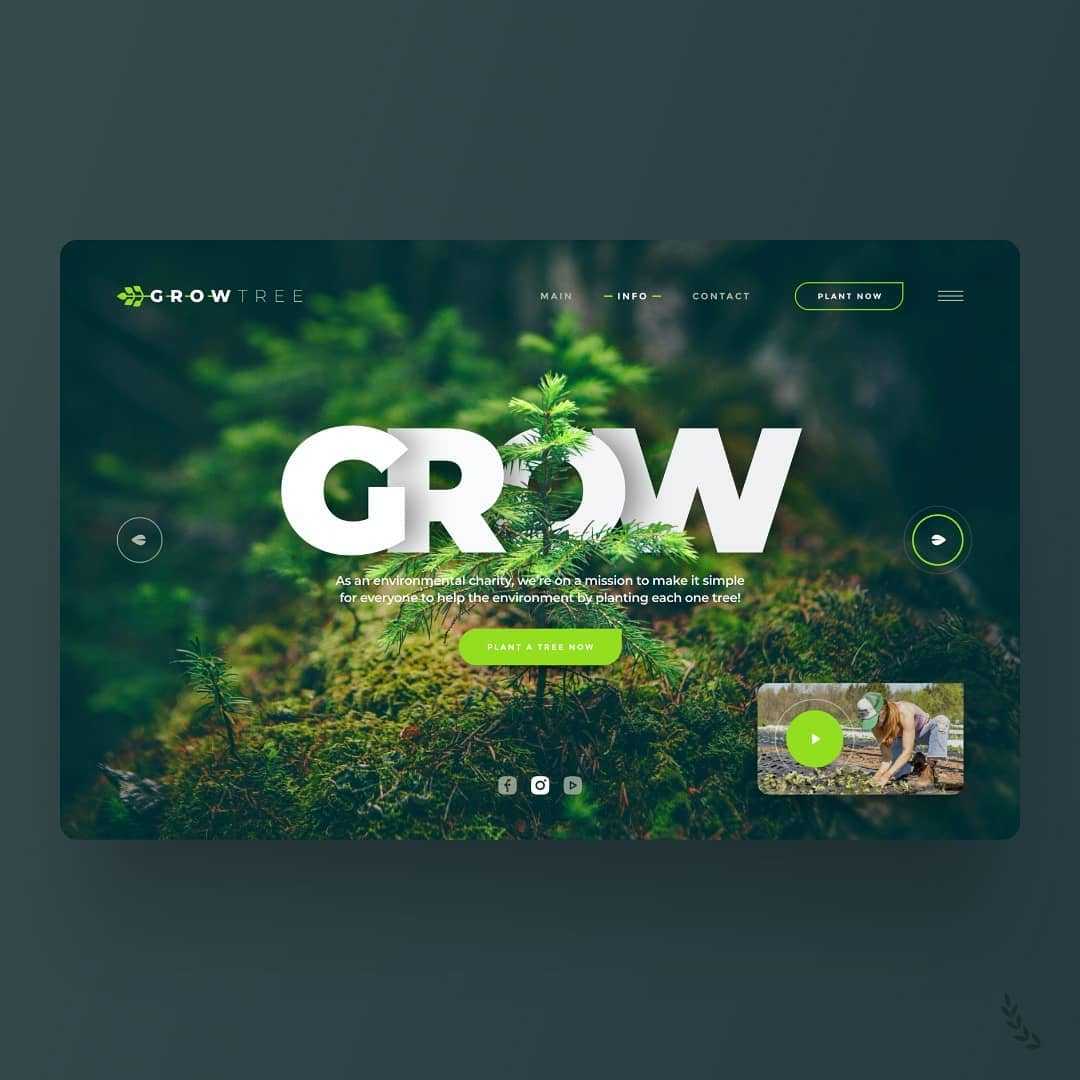 GROWTREE
MAIN
INFO
CONTACT
PLANT NOW
GROW
As an environmental charity, we're on a mission to make it simple
for everyone to help the environment by planting each one tree!
PLANT A TREE NOW